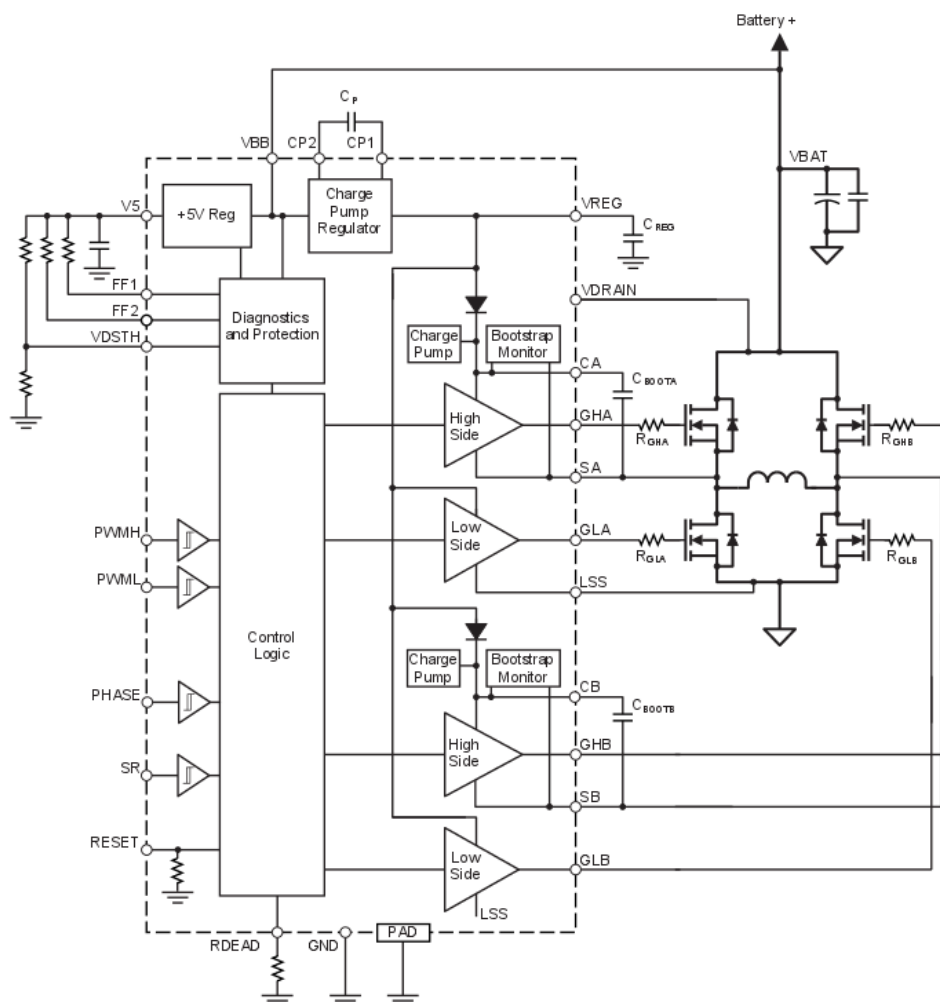 Battery +
CP
VBB
CP2
CP1
VBAT
V5
+5V Reg
Charge
Pump
Regulator
VREG
CREG
FF1
FF2
VDSTH
Diagnostics
and Protection
VDRAIN
Charge
Pump
Bootstrap
Monitor
CA
CBOOTA
High
Side
GHA
RGHA
RGHB
SA
PWMH
Low
Side
GLA
RGLA
RGLB
PWML
LSS
Control
Logic
Charge
Pump
Bootstrap
Monitor
CB
CBOOTB
PHASE
High
Side
GHB
SR
SB
RESET
Low
Side
GLB
LSS
RDEAD
GND
PAD